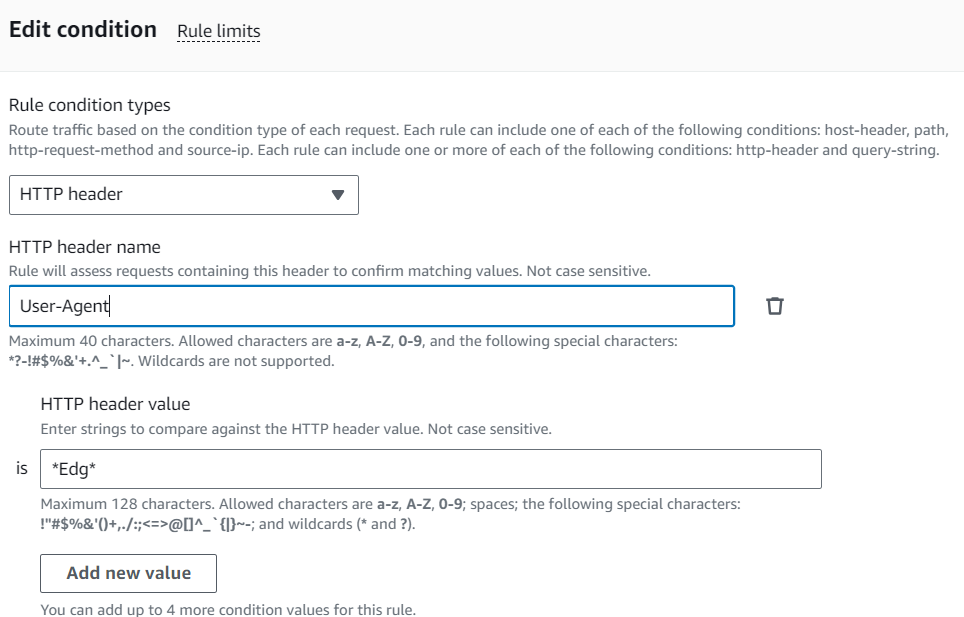 Edit condition Rule limits
Rule condition types
Route traffic based on the condition type of each request. Each rule can include one of each of the following conditions: host-header, path,
http-request-method and source-ip. Each rule can include one or more of each of the following conditions: http-header and query-string.
HTTP header
HTTP header name
Rule will assess requests containing this header to confirm matching values. Not case sensitive.
User-Agent
Maximum 40 characters. Allowed characters are a-z, A-Z, 0-9, and the following special characters:
*?-!#$%&'+.^_`|~. Wildcards are not supported.
HTTP header value
Enter strings to compare against the HTTP header value. Not case sensitive.
is *Edg*
Maximum 128 characters. Allowed characters are a-z, A-Z, 0-9; spaces; the following special characters:
!"#$%&'()+,./:;<=>@[]^_`{|}~-; and wildcards (* and ?).
Add new value
You can add up to 4 more condition values for this rule.